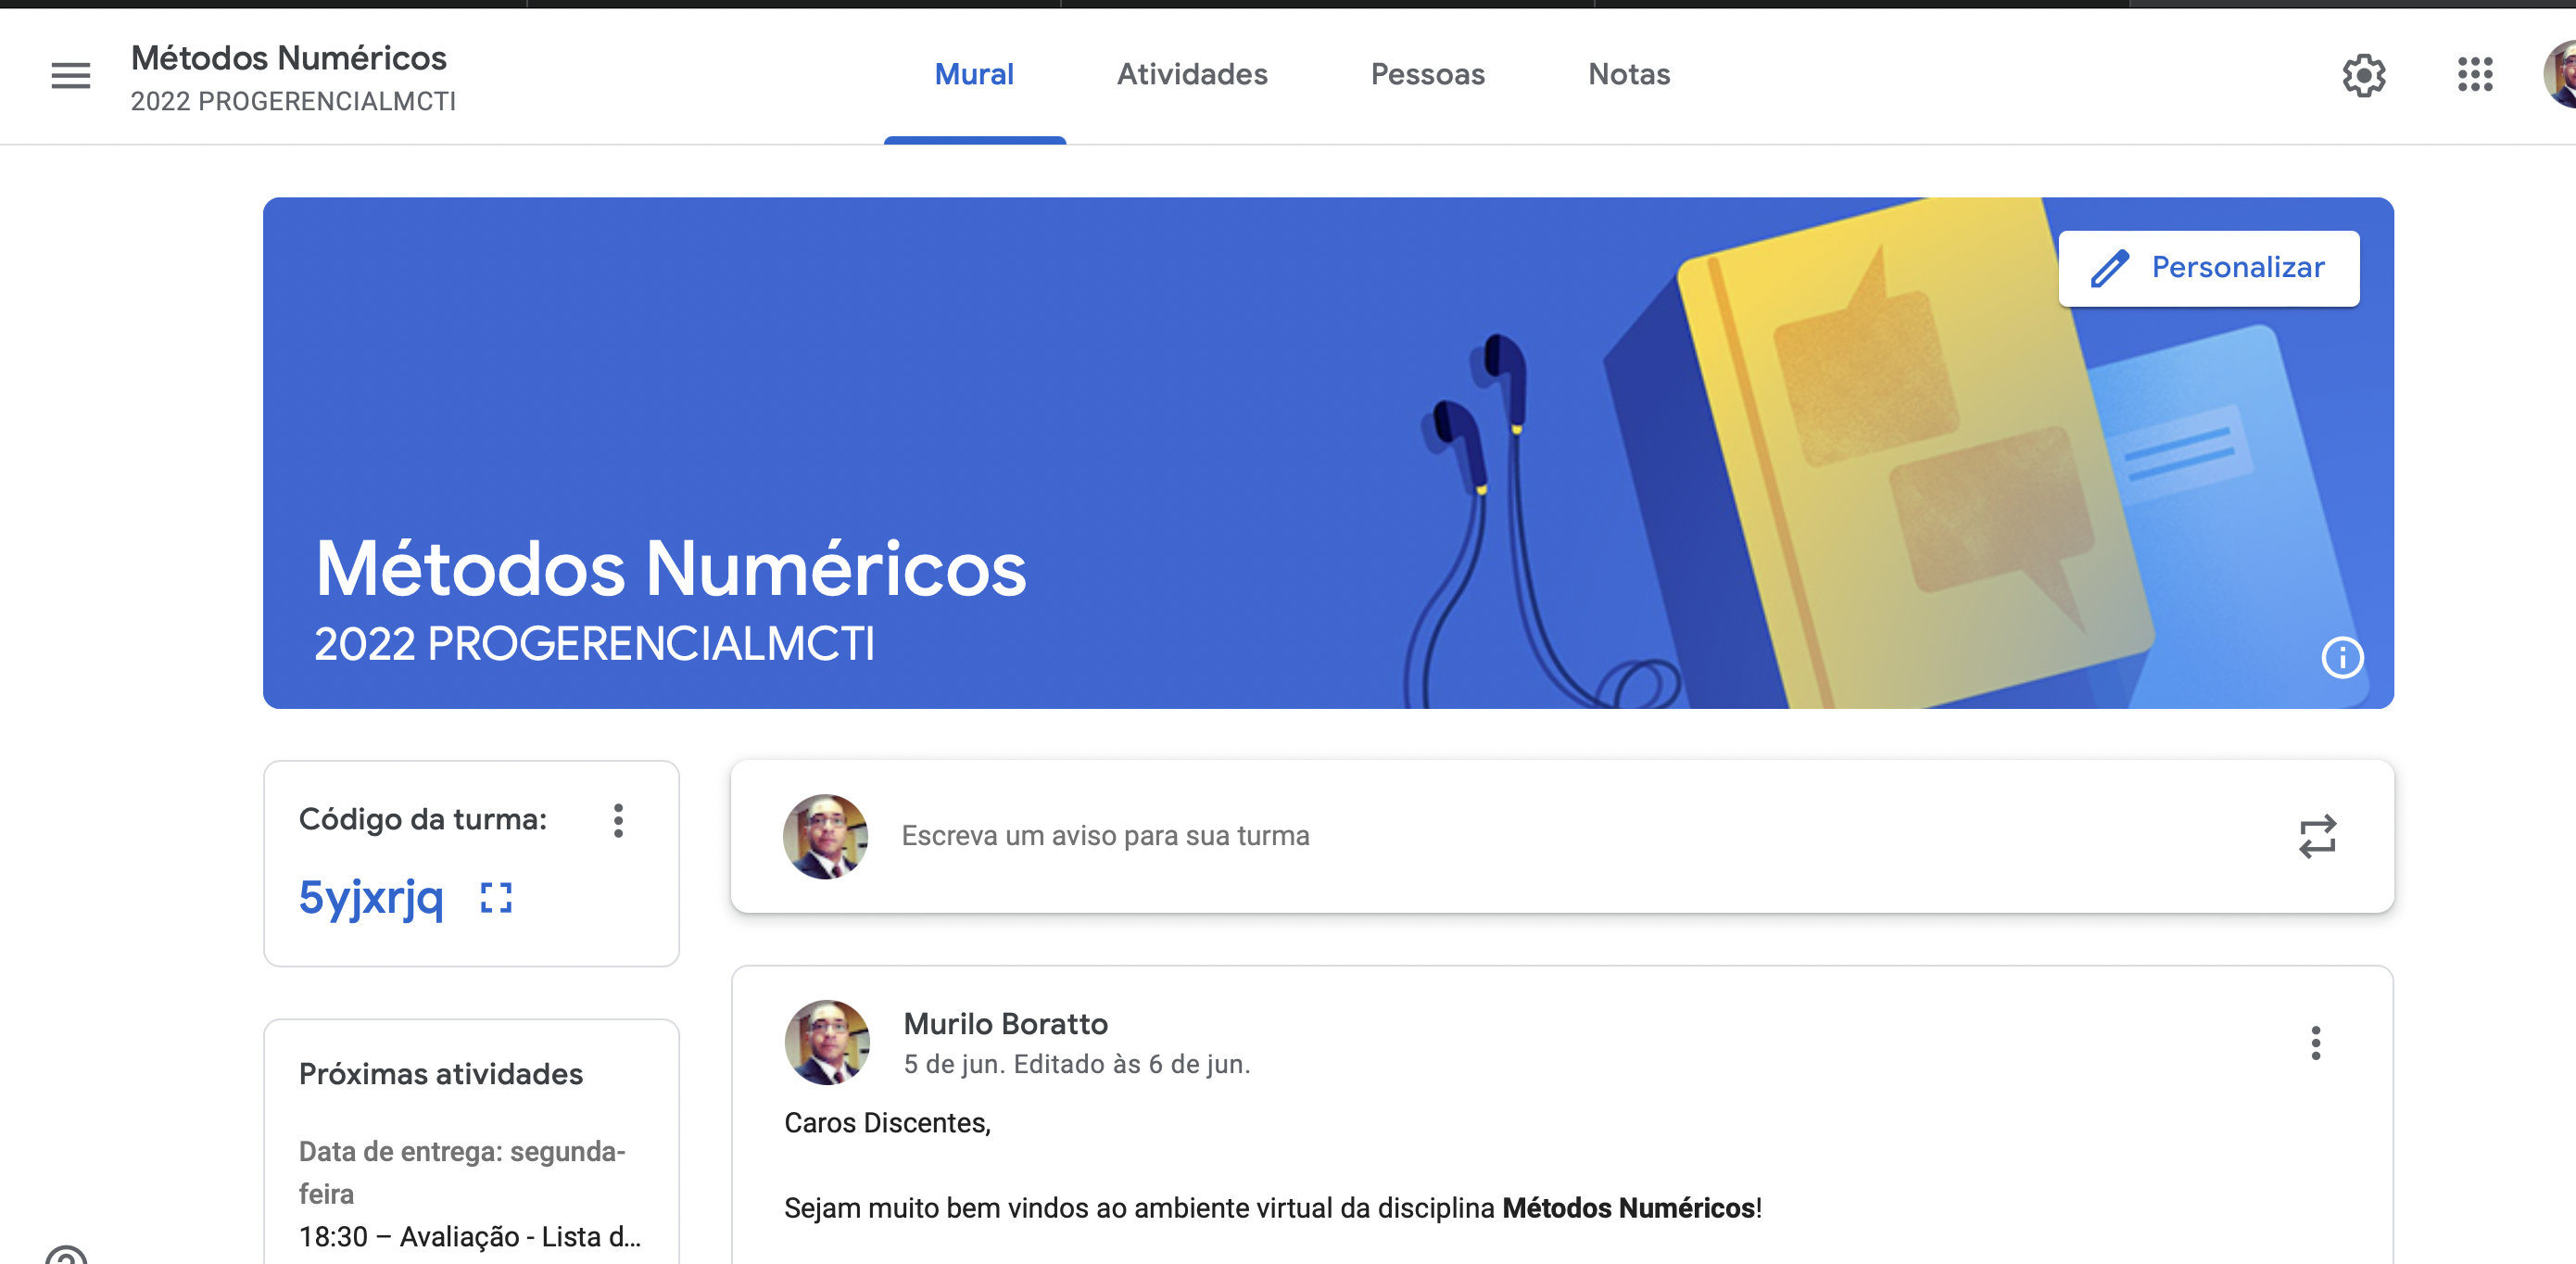 Métodos Numéricos
2022 PROGERENCIALMCTI
Mural
Atividades
Pessoas
Notas
Personalizar
Métodos Numéricos
2022 PROGERENCIALMCTI
Código da turma:
5yjxrjq
Escreva um aviso para sua turma
Próximas atividades
Data de entrega: segunda-
feira
18:30 – Avaliação - Lista d...
Murilo Boratto
5 de jun. Editado às 6 de jun.
Caros Discentes,
Sejam muito bem vindos ao ambiente virtual da disciplina Métodos Numéricos!